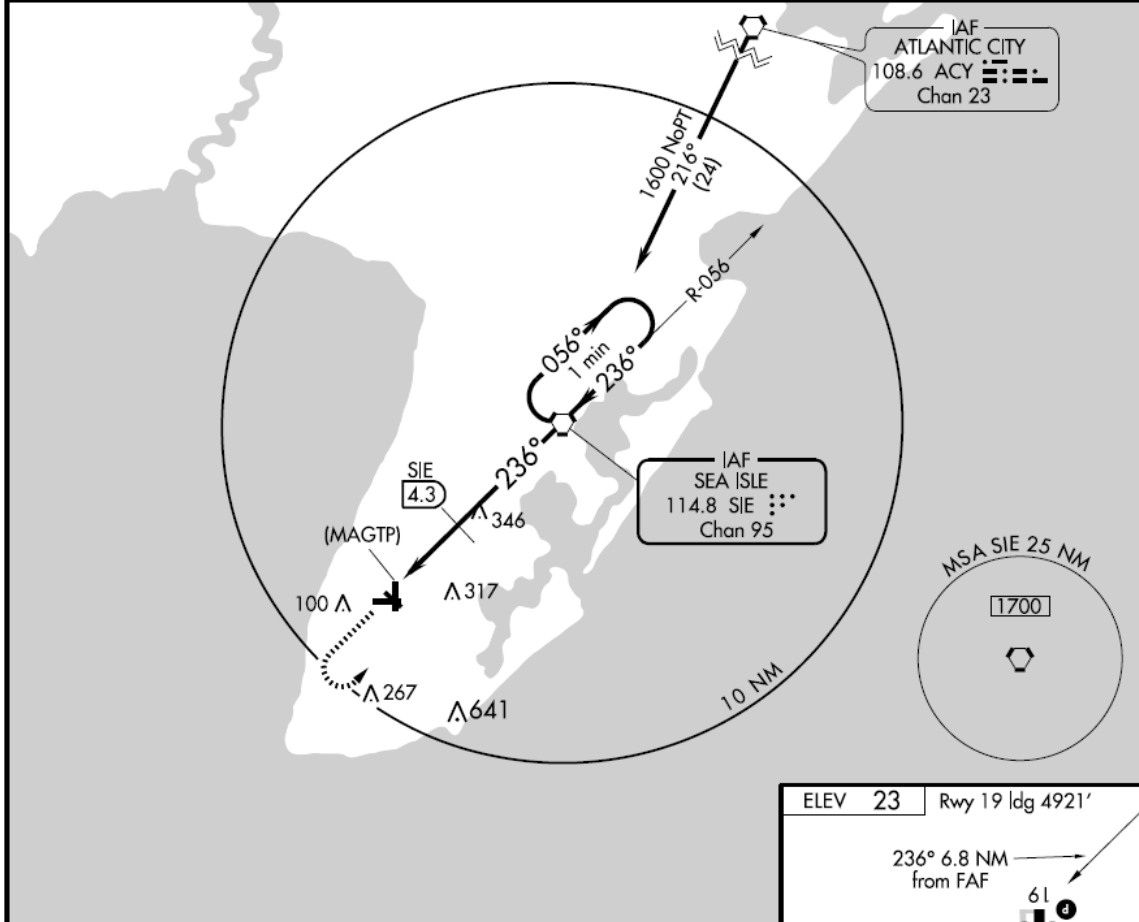 IAF
ATLANTIC CITY
108.6 ACY
Chan 23
1600 NoPT
216°
(24)
R-056
056°
1 min
236°
236°
IAF
SEA ISLE
114.8 SIE
Chan 95
SIE
4.3
346
(MAGTP)
317
100
267
641
10 NM
MSA SIE 25 NM
1700
ELEV 23
Rwy 19 ldg 4921'
236° 6.8 NM
from FAF
19
P